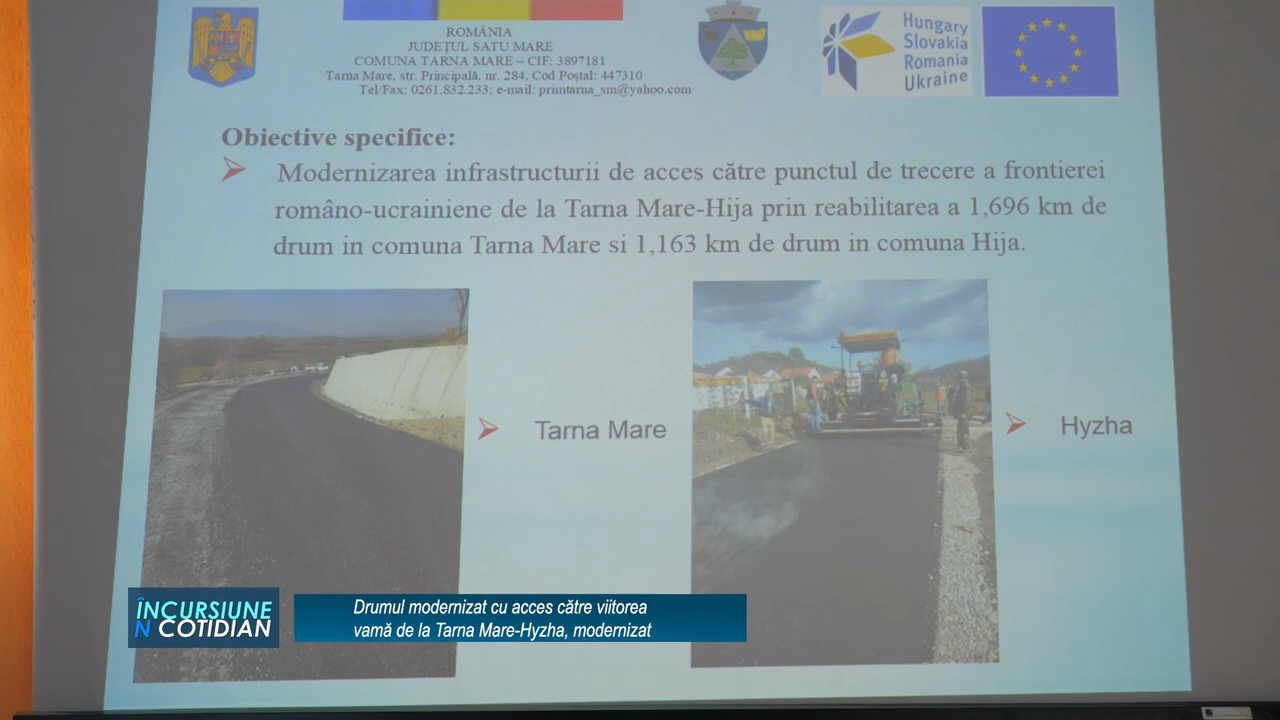 ROMÂNIA
JUDEȚUL SATU MARE
COMUNA TARNA MARE – CIF: 3897181
Tarna Mare, str. Principală, nr. 284, Cod Poștal: 447310
Tel/Fax: 0261.832.233; e-mail: primtarna_sm@yahoo.com
Hungary
Slovakia
Romania
Ukraine
Obiective specifice:
Modernizarea infrastructurii de acces către punctul de trecere a frontierei
româno-ucrainiene de la Tarna Mare-Hija prin reabilitarea a 1,696 km de
drum in comuna Tarna Mare si 1,163 km de drum in comuna Hija.
Tarna Mare
Hyzha
ÎNCURSIUNE
N COTIDIAN
Drumul modernizat cu acces către viitorea
vamă de la Tarna Mare-Hyzha, modernizat